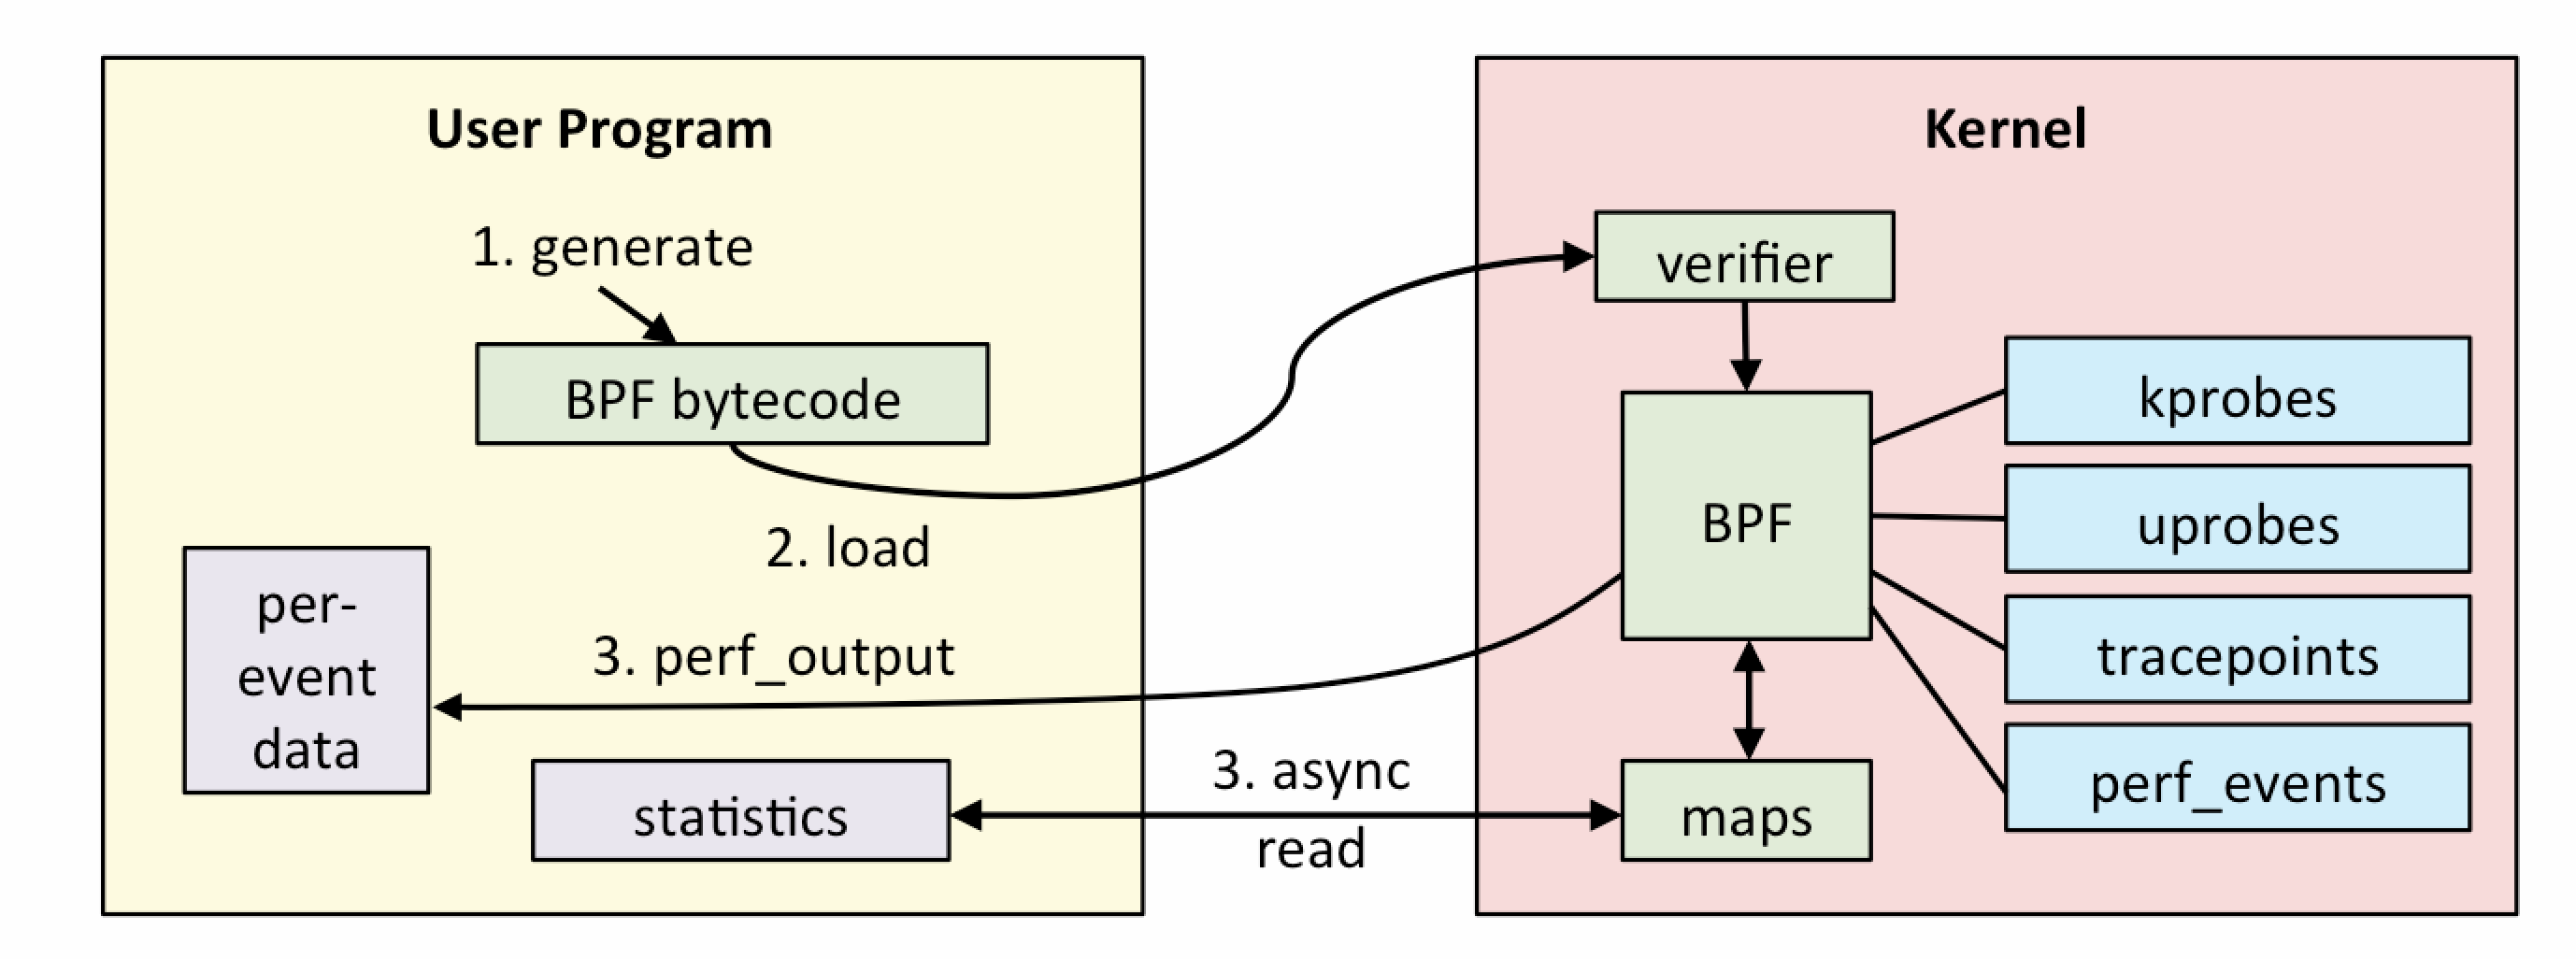 User Program
1. generate
BPF bytecode
2. load
per-
event
data
3. perf_output
statistics
3. async
read
Kernel
verifier
BPF
maps
kprobes
uprobes
tracepoints
perf_events